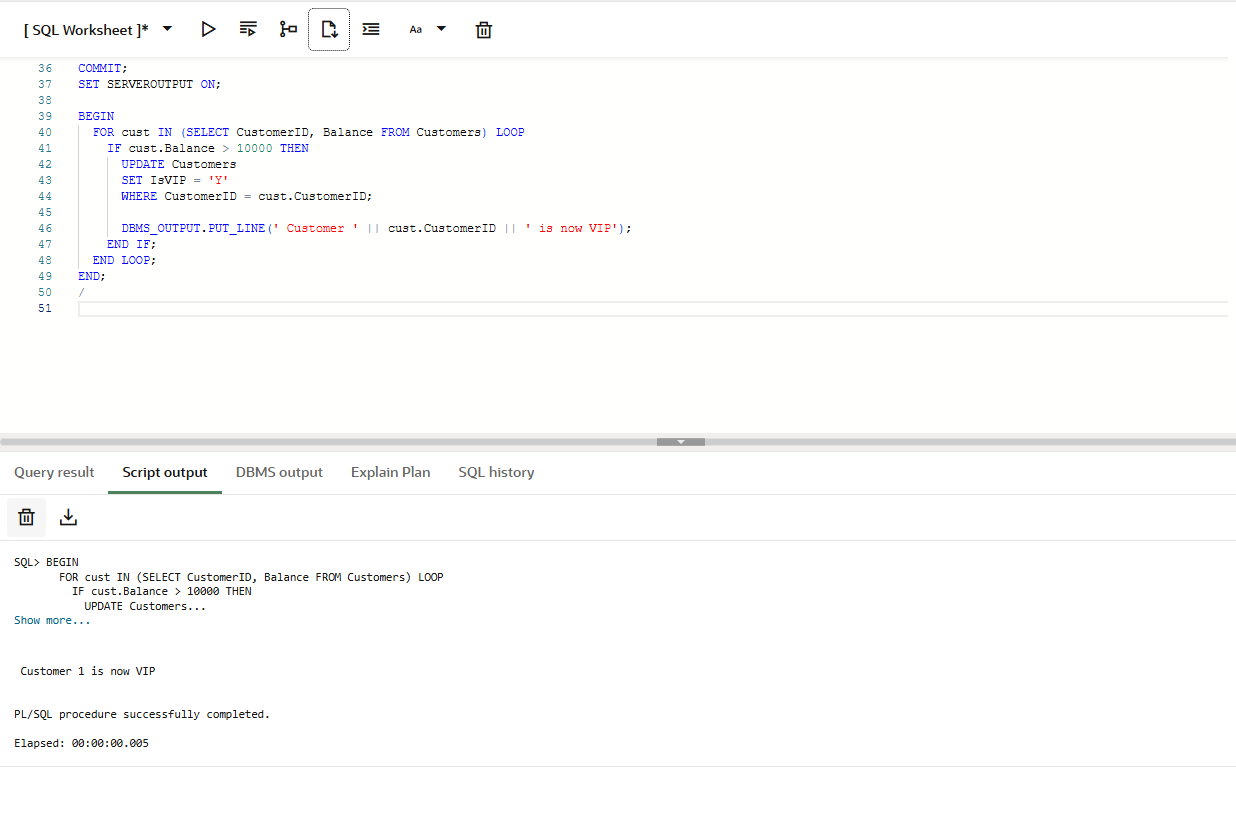 [ SQL Worksheet ]*
Aa
36 COMMIT;
37 SET SERVEROUTPUT ON;
38
39 BEGIN
40   FOR cust IN (SELECT CustomerID, Balance FROM Customers) LOOP
41     IF cust.Balance > 10000 THEN
42       UPDATE Customers
43       SET IsVIP = 'Y'
44       WHERE CustomerID = cust.CustomerID;
45
46       DBMS_OUTPUT.PUT_LINE(' Customer ' || cust.CustomerID || ' is now VIP');
47     END IF;
48   END LOOP;
49 END;
50 /
51
Query result Script output DBMS output Explain Plan SQL history
SQL> BEGIN
       FOR cust IN (SELECT CustomerID, Balance FROM Customers) LOOP
         IF cust.Balance > 10000 THEN
           UPDATE Customers...
Show more...
 Customer 1 is now VIP
PL/SQL procedure successfully completed.
Elapsed: 00:00:00.005